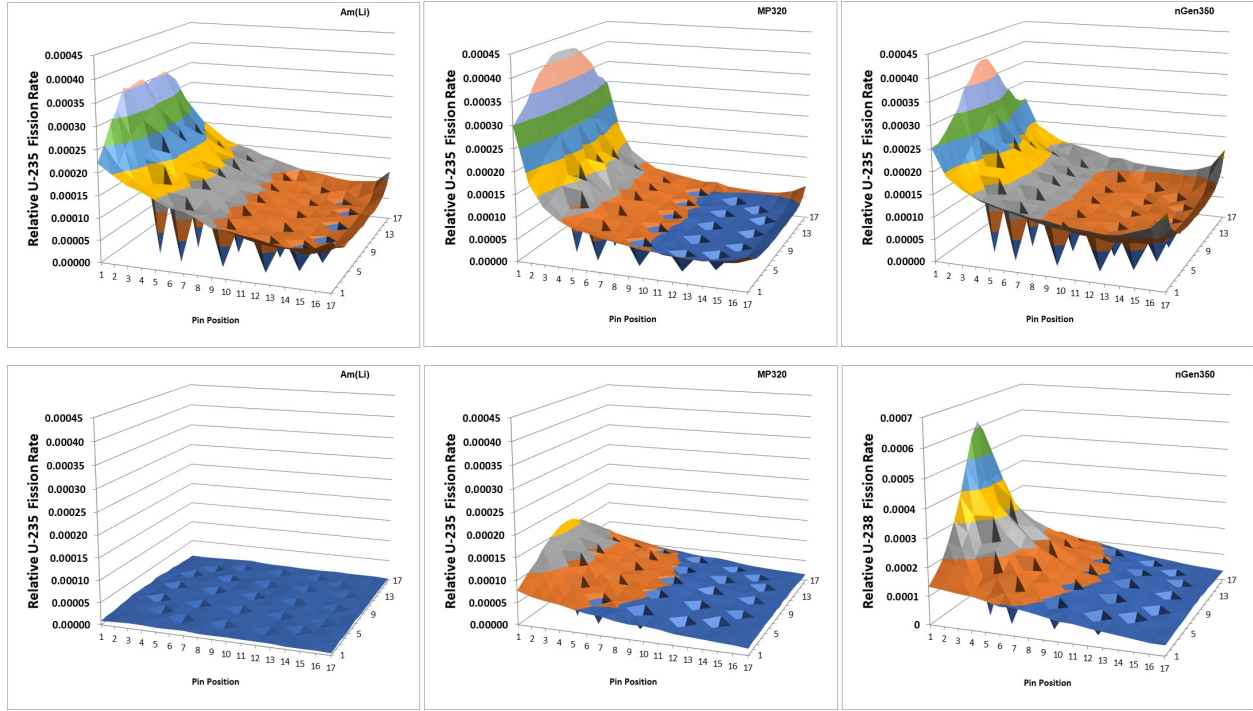 Am(Li)
Relative U-235 Fission Rate
0.00045
0.00040
0.00035
0.00030
0.00025
0.00020
0.00015
0.00010
0.00005
0.00000
1 2 3 4 5 6 7 8 9 10 11 12 13 14 15 16 17
1 5 9 13 17
Pin Position
MP320
Relative U-235 Fission Rate
0.00045
0.00040
0.00035
0.00030
0.00025
0.00020
0.00015
0.00010
0.00005
0.00000
1 2 3 4 5 6 7 8 9 10 11 12 13 14 15 16 17
1 5 9 13 17
Pin Position
nGen350
Relative U-235 Fission Rate
0.00045
0.00040
0.00035
0.00030
0.00025
0.00020
0.00015
0.00010
0.00005
0.00000
1 2 3 4 5 6 7 8 9 10 11 12 13 14 15 16 17
1 5 9 13 17
Pin Position
Am(Li)
Relative U-235 Fission Rate
0.00045
0.00040
0.00035
0.00030
0.00025
0.00020
0.00015
0.00010
0.00005
0.00000
1 2 3 4 5 6 7 8 9 10 11 12 13 14 15 16 17
1 5 9 13 17
Pin Position
MP320
Relative U-235 Fission Rate
0.00045
0.00040
0.00035
0.00030
0.00025
0.00020
0.00015
0.00010
0.00005
0.00000
1 2 3 4 5 6 7 8 9 10 11 12 13 14 15 16 17
1 5 9 13 17
Pin Position
nGen350
Relative U-238 Fission Rate
0.0007
0.0006
0.0005
0.0004
0.0003
0.0002
0.0001
0
1 2 3 4 5 6 7 8 9 10 11 12 13 14 15 16 17
1 5 9 13 17
Pin Position